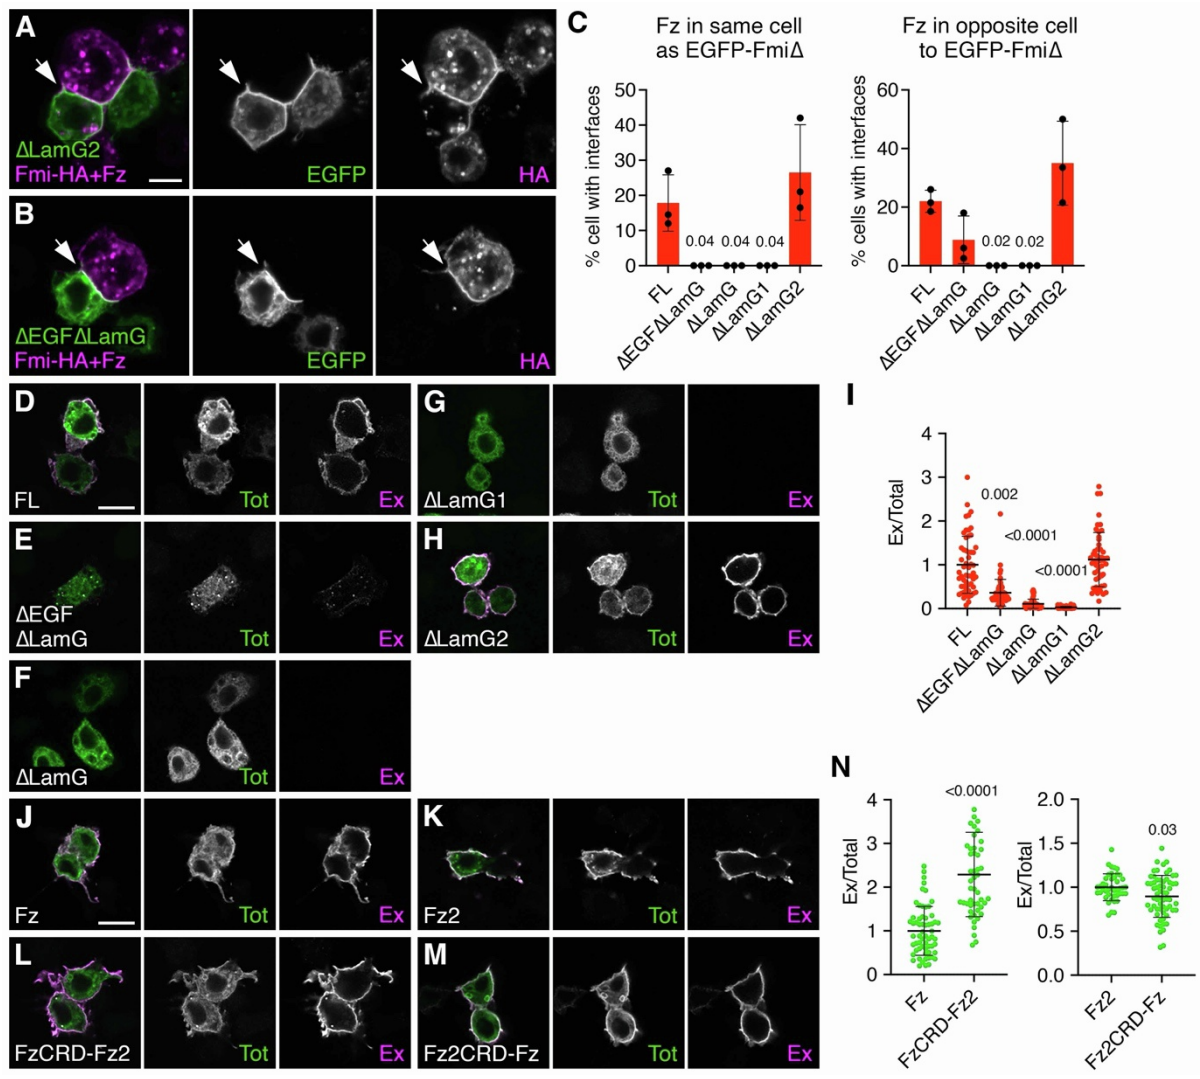 A
ΔLamG2
Fmi-HA+Fz
EGFP
HA
B
ΔEGFΔLamG
Fmi-HA+Fz
EGFP
HA
C
Fz in same cell
as EGFP-FmiΔ
% cell with interfaces
50
40
30
20
10
0
0.04
0.04
0.04
FL
ΔEGFΔLamG
ΔLamG
ΔLamG1
ΔLamG2
Fz in opposite cell
to EGFP-FmiΔ
% cells with interfaces
60
40
20
0
0.02
0.02
FL
ΔEGFΔLamG
ΔLamG
ΔLamG1
ΔLamG2
D
FL
Tot
Ex
G
ΔLamG1
Tot
Ex
E
ΔEGF
ΔLamG
Tot
Ex
H
ΔLamG2
Tot
Ex
F
ΔLamG
Tot
Ex
I
Ex/Total
4
3
2
1
0
0.002
<0.0001
<0.0001
FL
ΔEGFΔLamG
ΔLamG
ΔLamG1
ΔLamG2
J
Fz
Tot
Ex
K
Fz2
Tot
Ex
L
FzCRD-Fz2
Tot
Ex
M
Fz2CRD-Fz
Tot
Ex
N
Ex/Total
4
3
2
1
0
<0.0001
Fz
FzCRD-Fz2
Ex/Total
2.0
1.5
1.0
0.5
0.0
0.03
Fz2
Fz2CRD-Fz